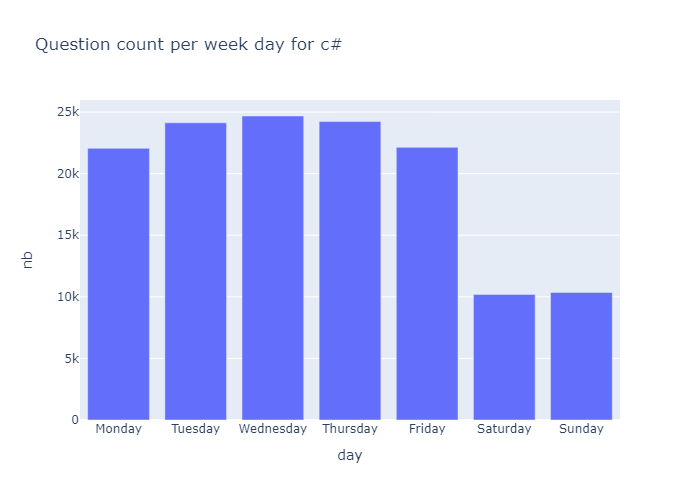 Question count per week day for c#
25k
20k
15k
10k
5k
0
nb
Monday Tuesday Wednesday Thursday Friday Saturday Sunday
day